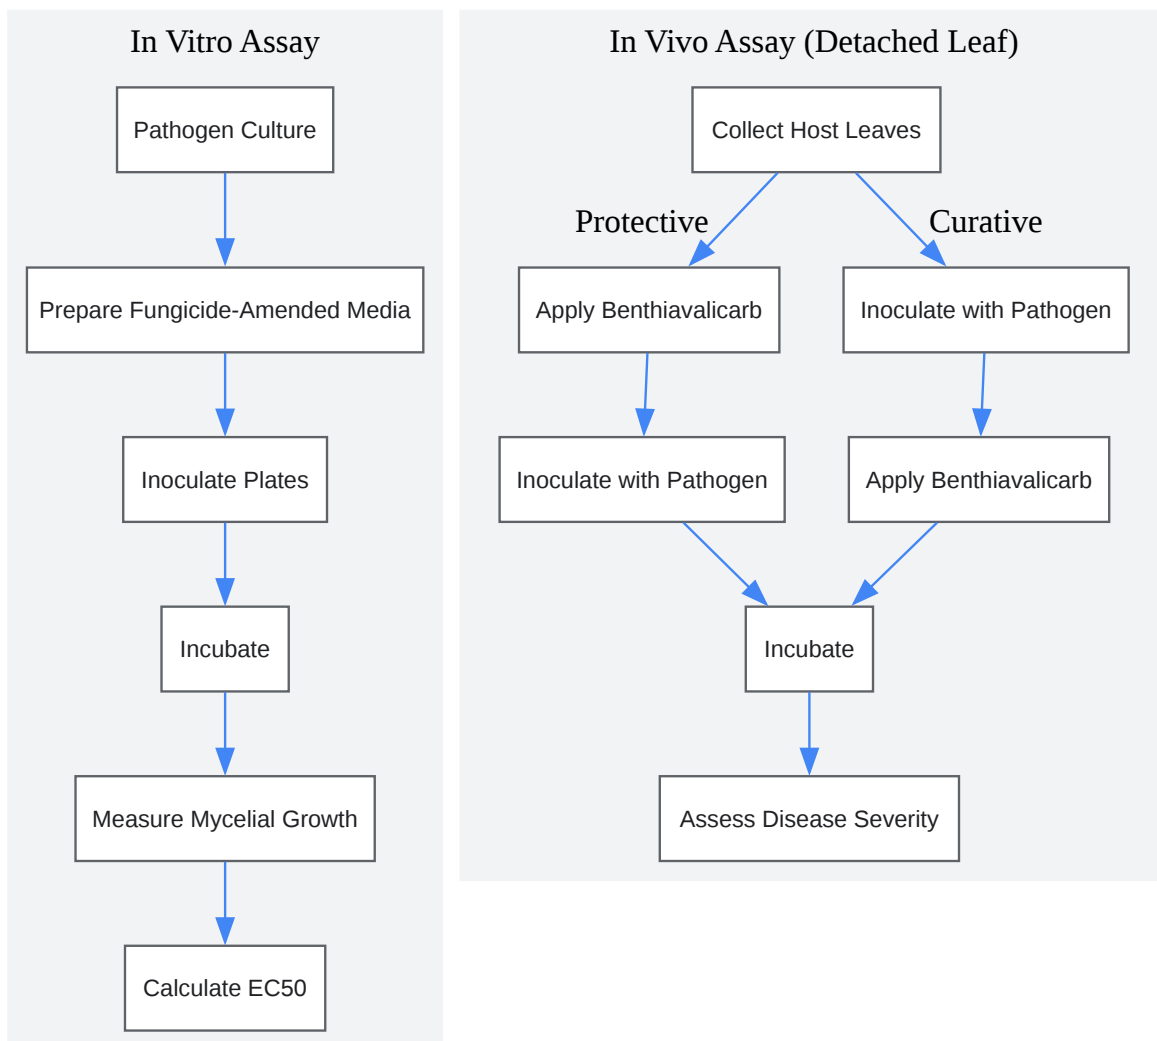 In Vitro Assay
Pathogen Culture
Prepare Fungicide-Amended Media
Inoculate Plates
Incubate
Measure Mycelial Growth
Calculate EC50
In Vivo Assay (Detached Leaf)
Collect Host Leaves
Protective
Curative
Apply Benthiavalicarb
Inoculate with Pathogen
Inoculate with Pathogen
Apply Benthiavalicarb
Incubate
Assess Disease Severity